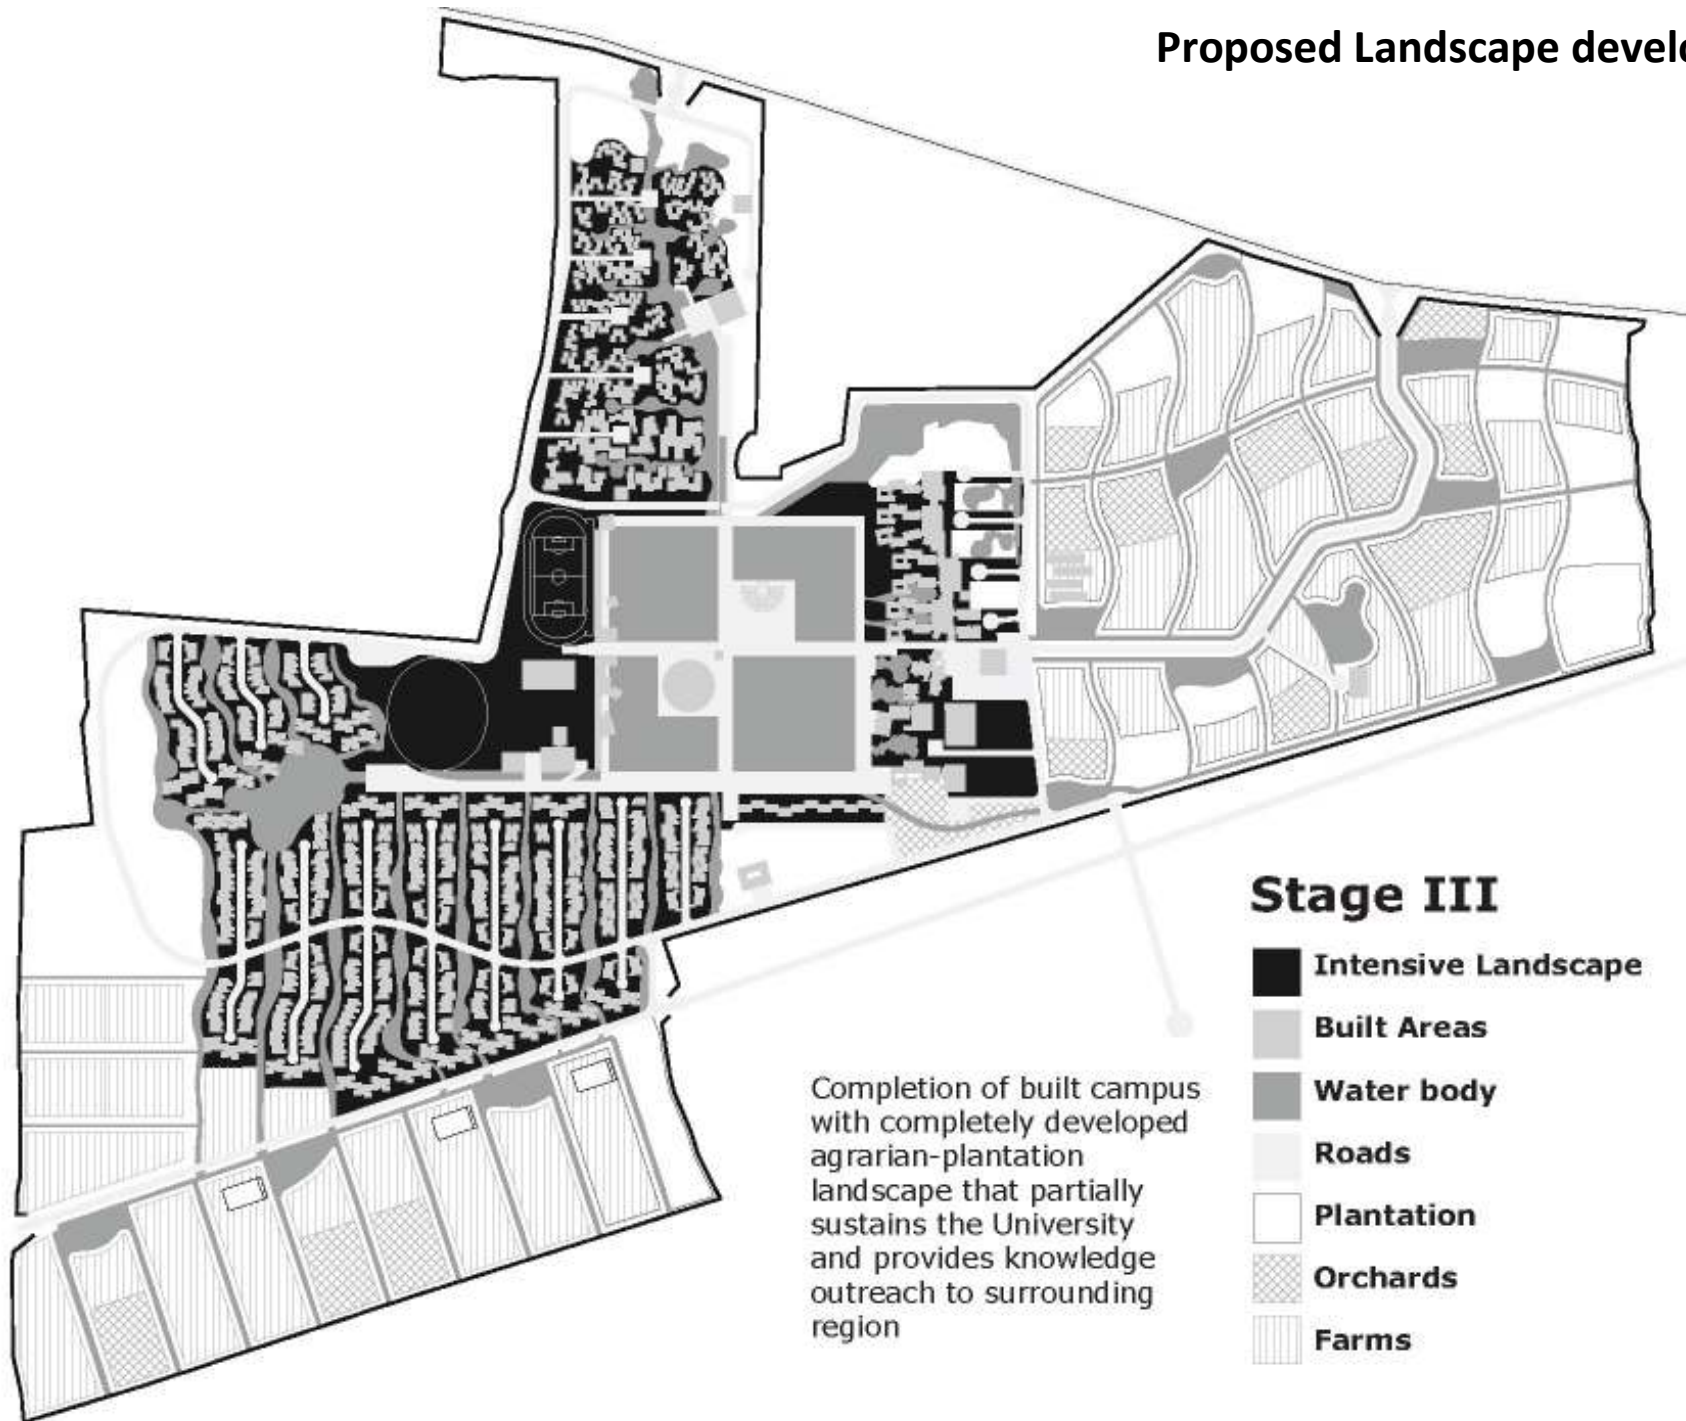 Proposed Landscape develo
Stage III
Intensive Landscape
Built Areas
Water body
Roads
Plantation
Orchards
Farms
Completion of built campus
with completely developed
agrarian-plantation
landscape that partially
sustains the University
and provides knowledge
outreach to surrounding
region